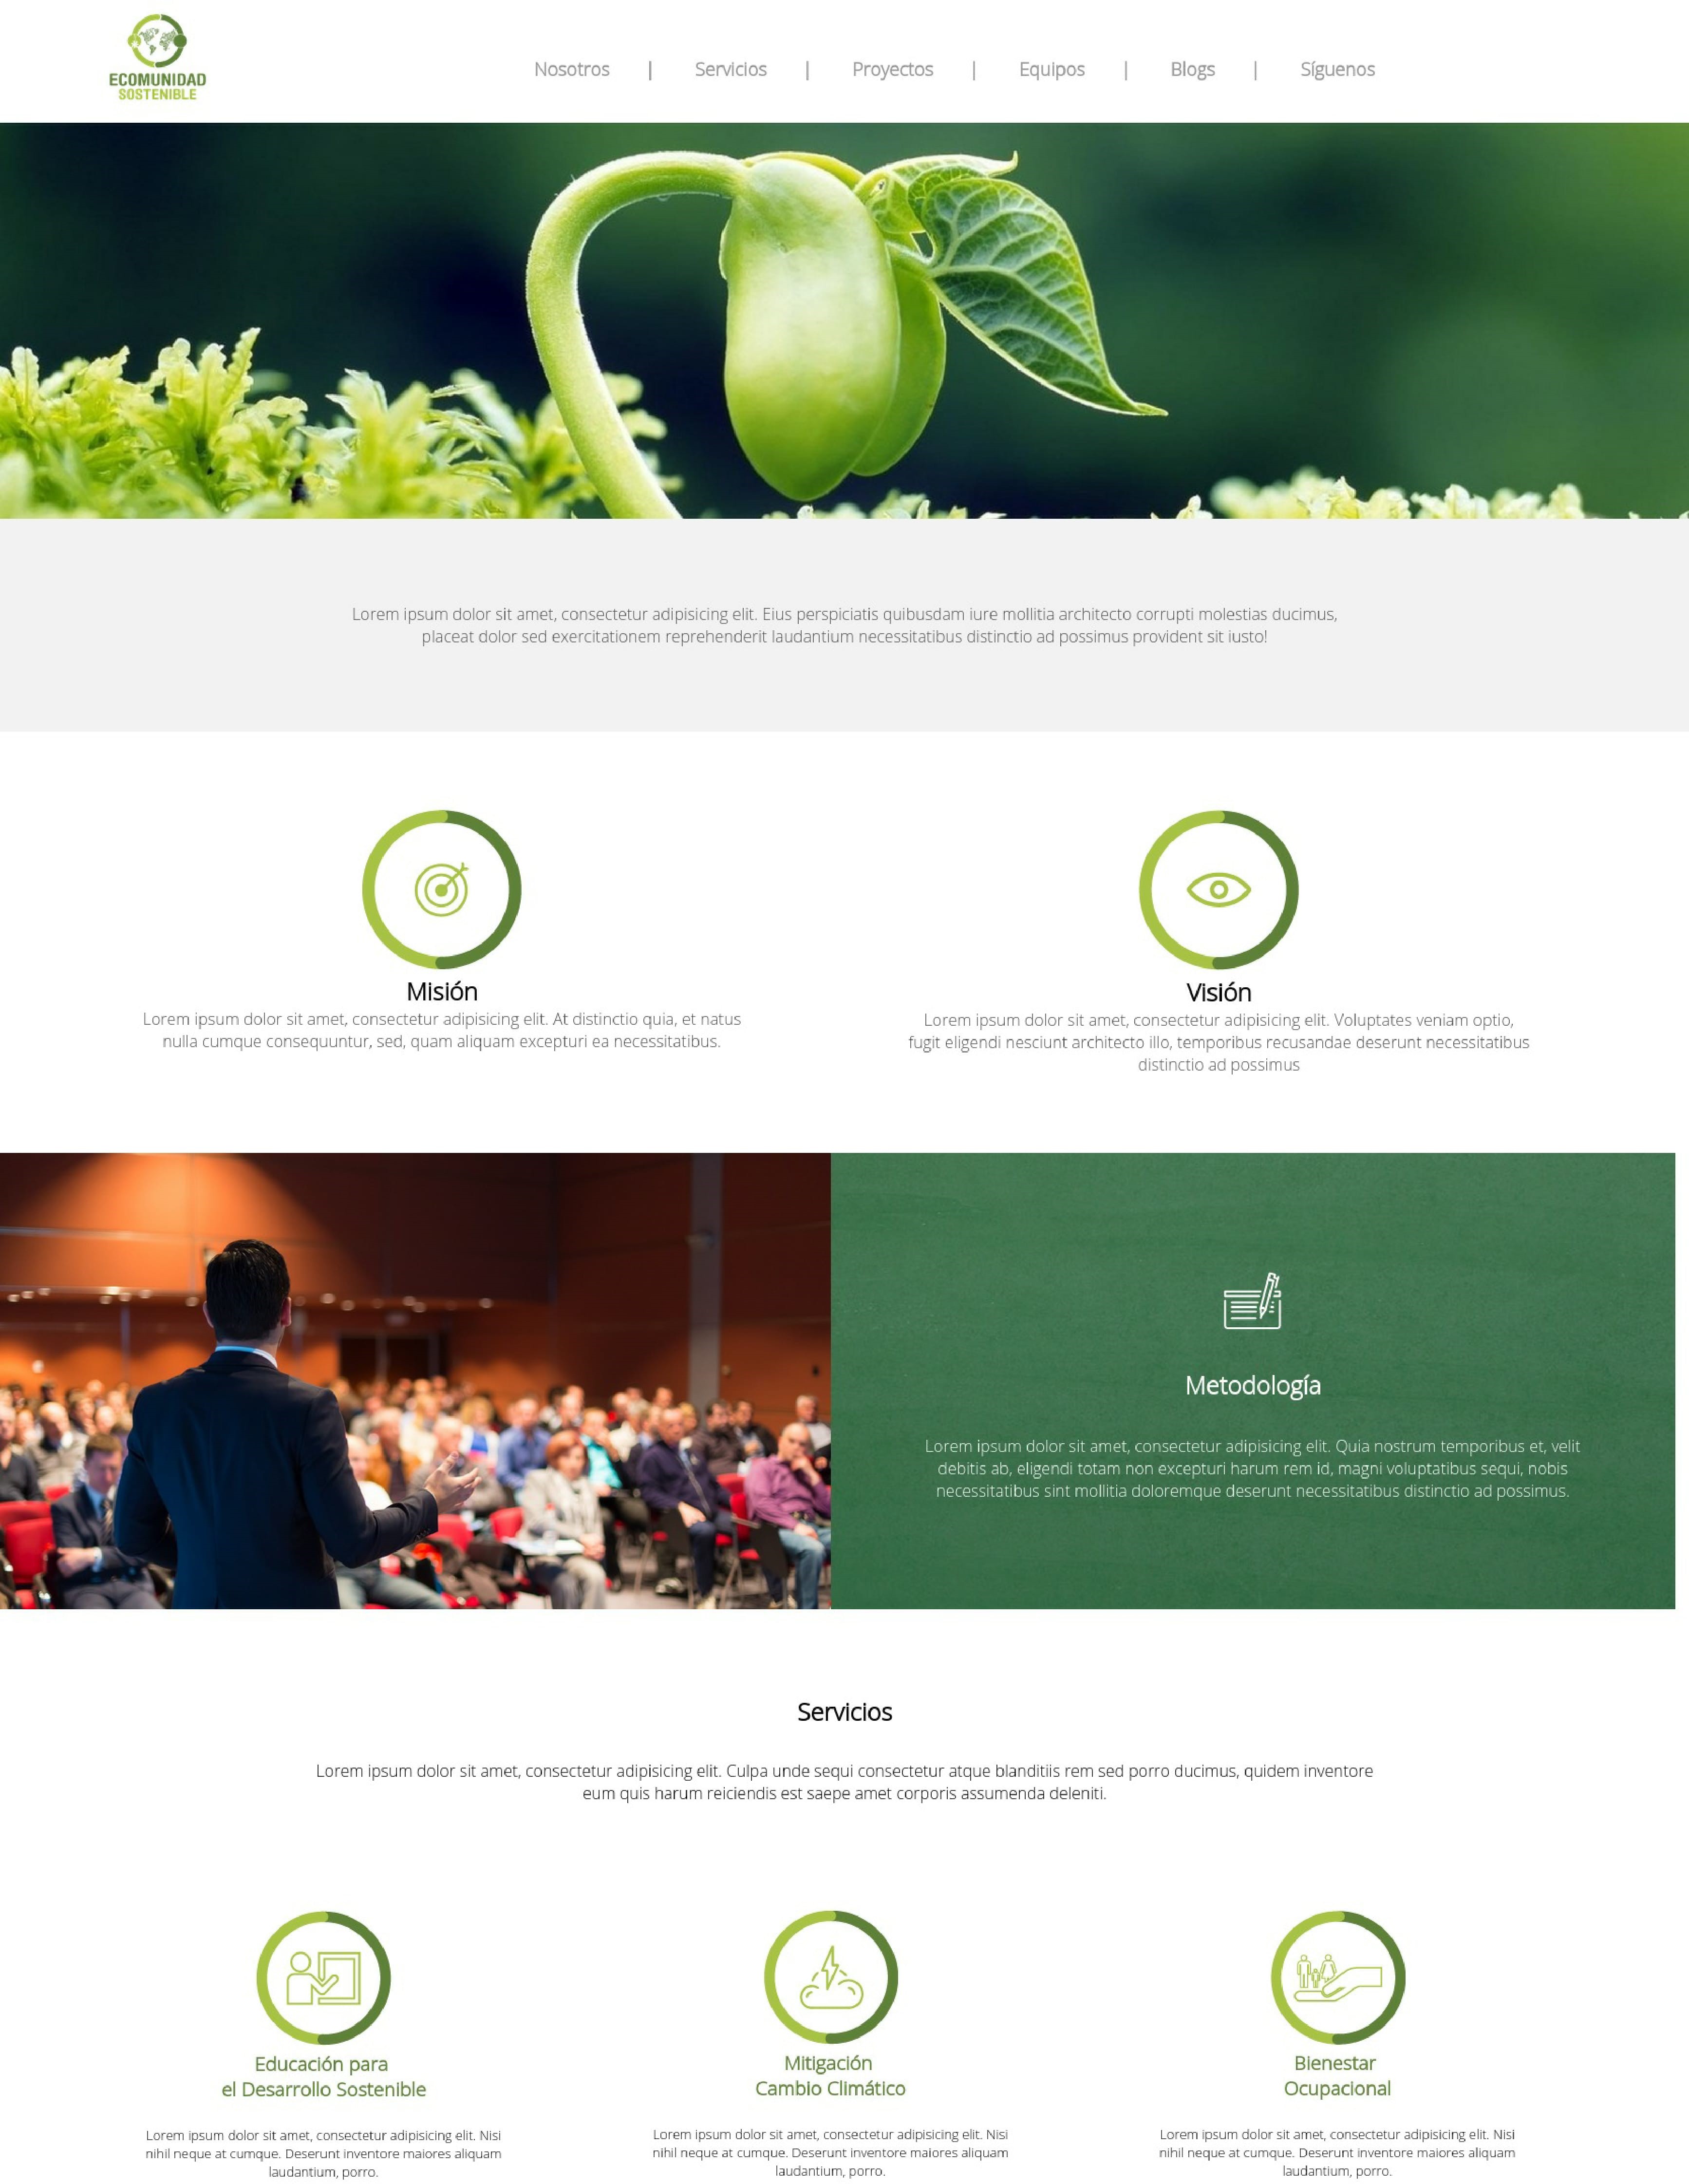 ECOMUNIDAD
SOSTENIBLE
Nosotros | Servicios | Proyectos | Equipos | Blogs | Síguenos
Lorem ipsum dolor sit amet, consectetur adipisicing elit. Eius perspiciatis quibusdam iure mollitia architecto corrupti molestias ducimus,
placeat dolor sed exercitationem reprehenderit laudantium necessitatibus distinctio ad possimus provident sit iusto!
Misión
Lorem ipsum dolor sit amet, consectetur adipisicing elit. At distinctio quia, et natus
nulla cumque consequuntur, sed, quam aliquam excepturi ea necessitatibus.
Visión
Lorem ipsum dolor sit amet, consectetur adipisicing elit. Voluptates veniam optio,
fugit eligendi nesciunt architecto illo, temporibus recusandae deserunt necessitatibus
distinctio ad possimus
Metodología
Lorem ipsum dolor sit amet, consectetur adipisicing elit. Quia nostrum temporibus et, velit
debitis ab, eligendi totam non excepturi harum rem id, magni voluptatibus sequi, nobis
necessitatibus sint mollitia doloremque deserunt necessitatibus distinctio ad possimus.
Servicios
Lorem ipsum dolor sit amet, consectetur adipisicing elit. Culpa unde sequi consectetur atque blanditiis rem sed porro ducimus, quidem inventore
eum quis harum reiciendis est saepe amet corporis assumenda deleniti.
Educación para
el Desarrollo Sostenible
Lorem ipsum dolor sit amet, consectetur adipisicing elit. Nisi
nihil neque at cumque. Deserunt inventore maiores aliquam
laudantium, porro.
Mitigación
Cambio Climático
Lorem ipsum dolor sit amet, consectetur adipisicing elit. Nisi
nihil neque at cumque. Deserunt inventore maiores aliquam
laudantium, porro.
Bienestar
Ocupacional
Lorem ipsum dolor sit amet, consectetur adipisicing elit. Nisi
nihil neque at cumque. Deserunt inventore maiores aliquam
laudantium, porro.